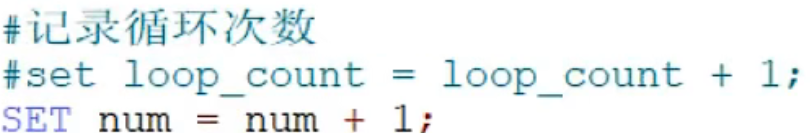 #记录循环次数
#set loop_count = loop_count + 1;
SET num = num + 1;